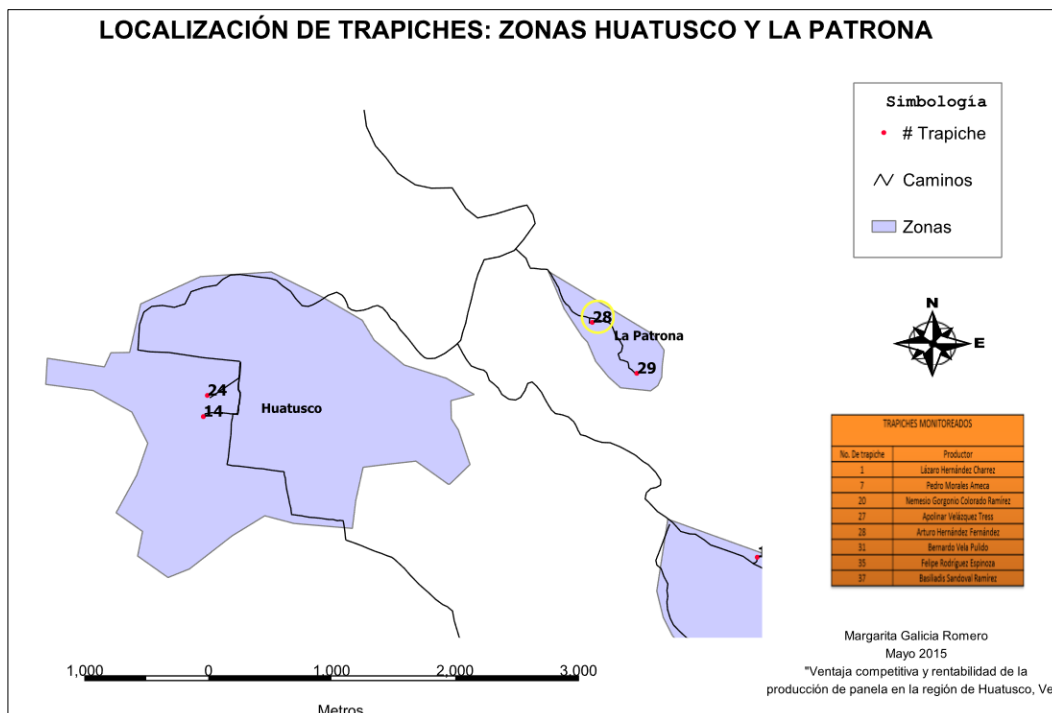 LOCALIZACIÓN DE TRAPICHES: ZONAS HUATUSCO Y LA PATRONA
Simbología
# Trapiche
Caminos
Zonas
N
E
28
La Patrona
29
24
14
Huatusco
TRAPICHES MONITOREADOS
No. De trapiche Productor
1 Lázaro Hernández Charrez
7 Pedro Morales Ameca
20 Nemesio Gorgonio Colorado Ramírez
27 Apolinar Velázquez Tress
28 Arturo Hernández Fernández
31 Bernardo Vela Pulido
35 Felipe Rodríguez Espinoza
37 Basiliadis Sandoval Ramírez
Margarita Galicia Romero
Mayo 2015
"Ventaja competitiva y rentabilidad de la
producción de panela en la región de Huatusco, Ve
1,000 0 1,000 2,000 3,000
Metros